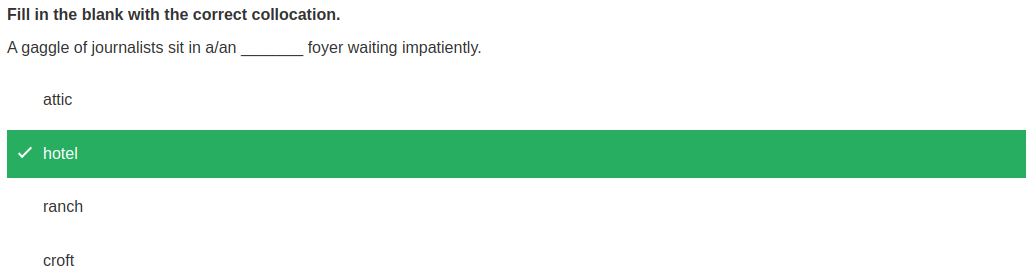 Fill in the blank with the correct collocation.
A gaggle of journalists sit in a/an _______ foyer waiting impatiently.
attic
hotel
ranch
croft